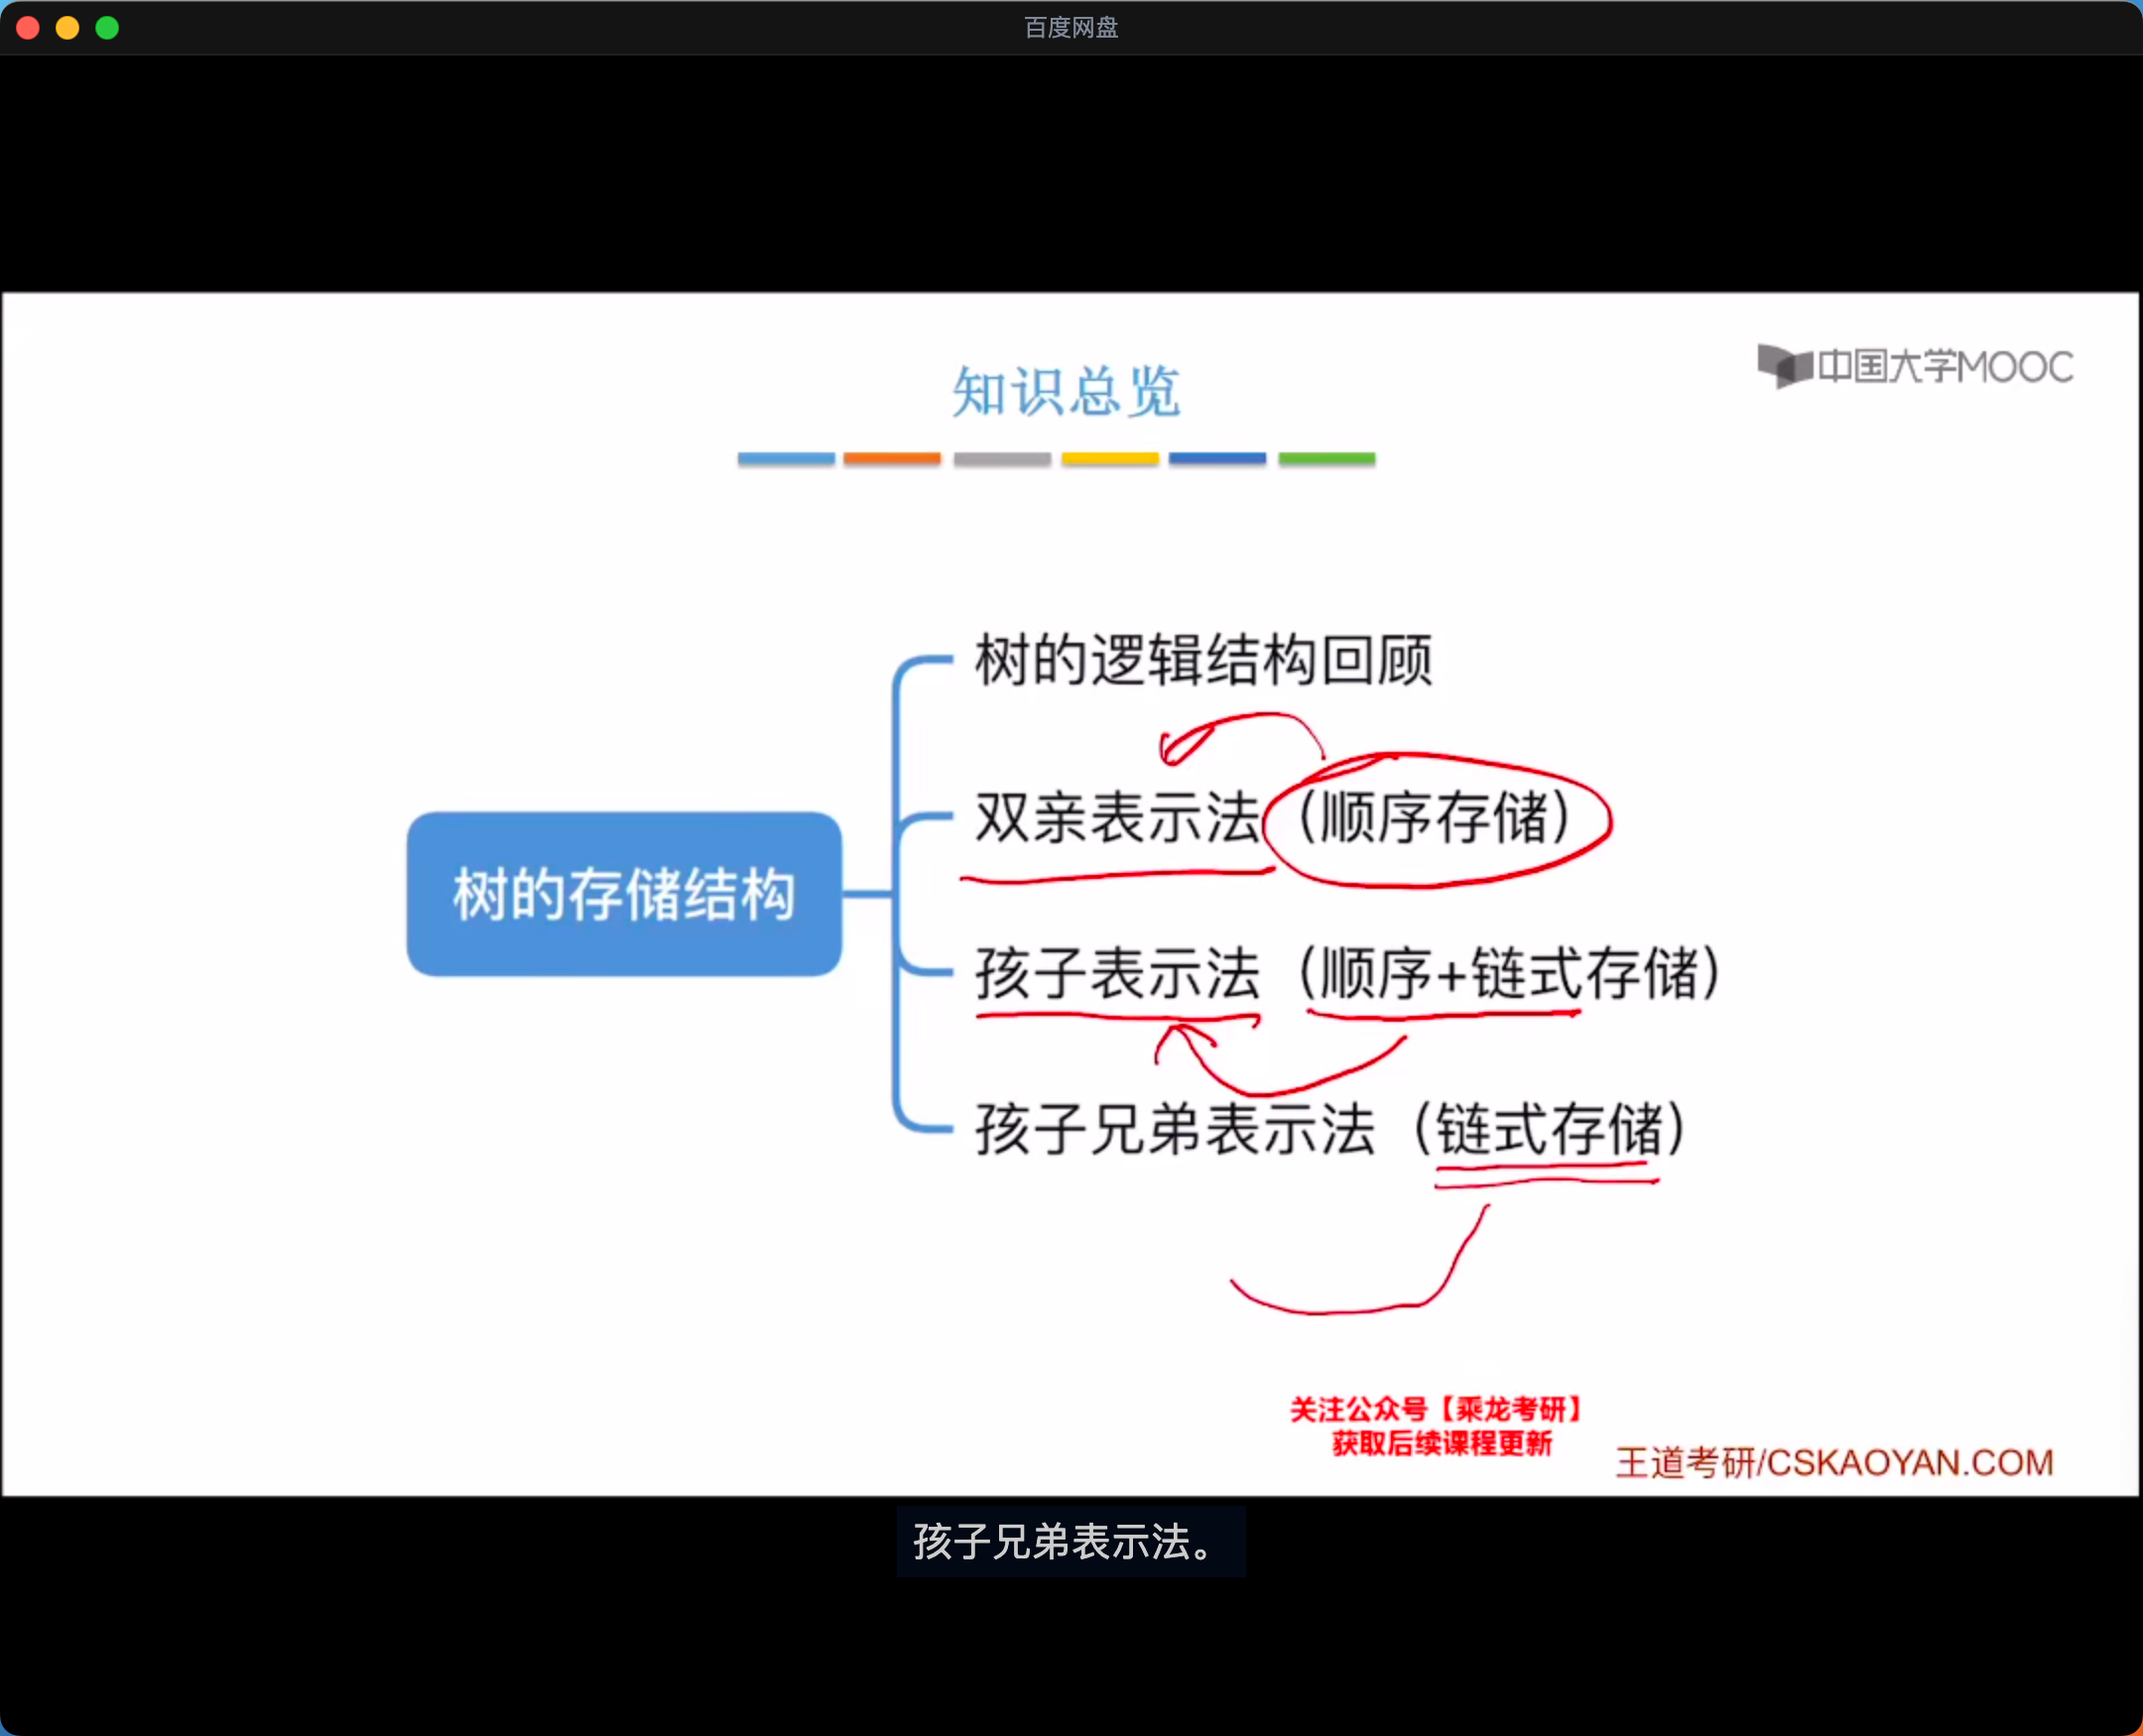 百度网盘
知识总览
中国大学MOOC
树的逻辑结构回顾
双亲表示法（顺序存储）
树的存储结构
孩子表示法（顺序+链式存储）
孩子兄弟表示法（链式存储）
关注公众号【乘龙考研】
获取后续课程更新
王道考研/CSKAOYAN.COM
孩子兄弟表示法。